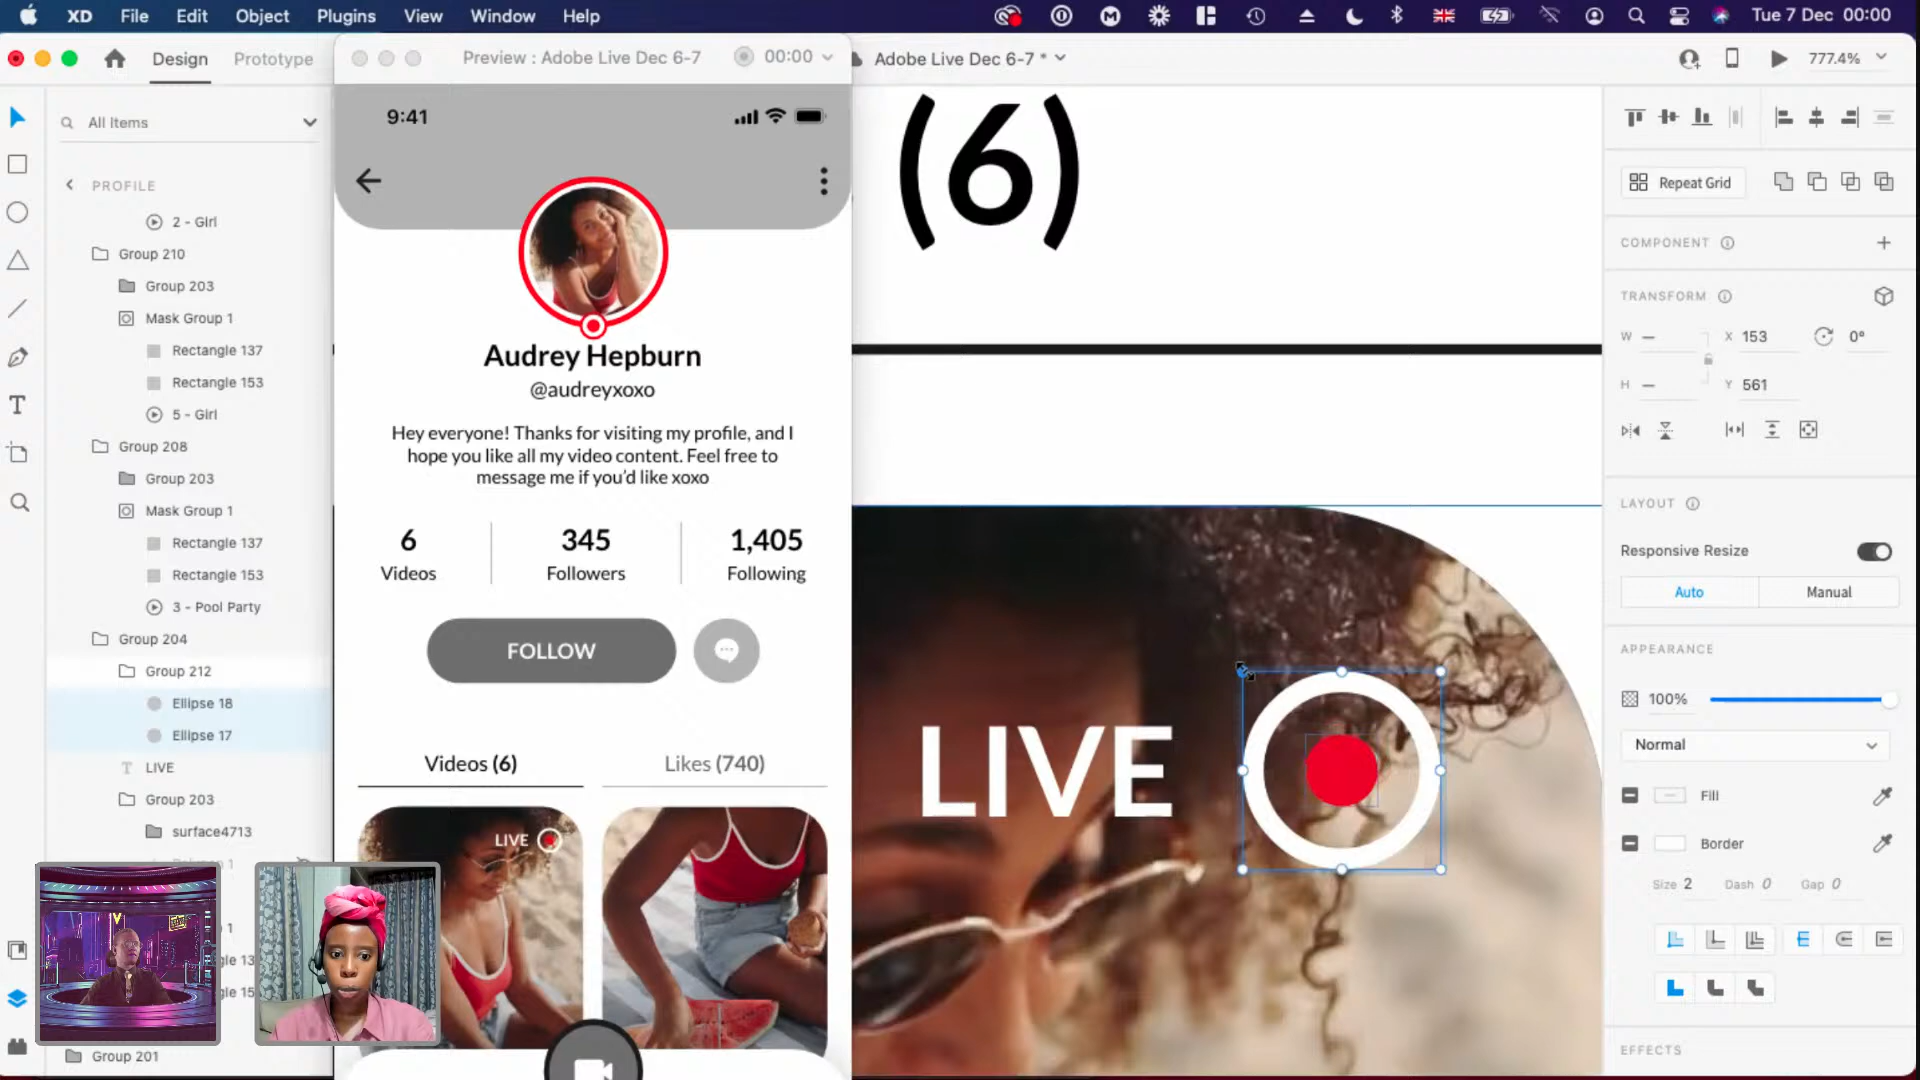 XD File Edit Object Plugins View Window Help Tue 7 Dec 00:00
Design Prototype
Preview : Adobe Live Dec 6-7 00:00
Adobe Live Dec 6-7 *
777.4%
All Items
PROFILE
2 - Girl
Group 210
Group 203
Mask Group 1
Rectangle 137
Rectangle 153
5 - Girl
Group 208
Group 203
Mask Group 1
Rectangle 137
Rectangle 153
3 - Pool Party
Group 204
Group 212
Ellipse 18
Ellipse 17
T LIVE
Group 203
surface4713
Group 201
9:41
Audrey Hepburn
@audreyxoxo
Hey everyone! Thanks for visiting my profile, and I
hope you like all my video content. Feel free to
message me if you'd like xoxo
6 345 1,405
Videos Followers Following
FOLLOW
Videos (6) Likes (740)
LIVE
(6)
LIVE
Repeat Grid
COMPONENT
TRANSFORM
W – X 153 0°
H – Y 561
LAYOUT
Responsive Resize
Auto Manual
APPEARANCE
100%
Normal
Fill
Border
Size 2 Dash 0 Gap 0
EFFECTS